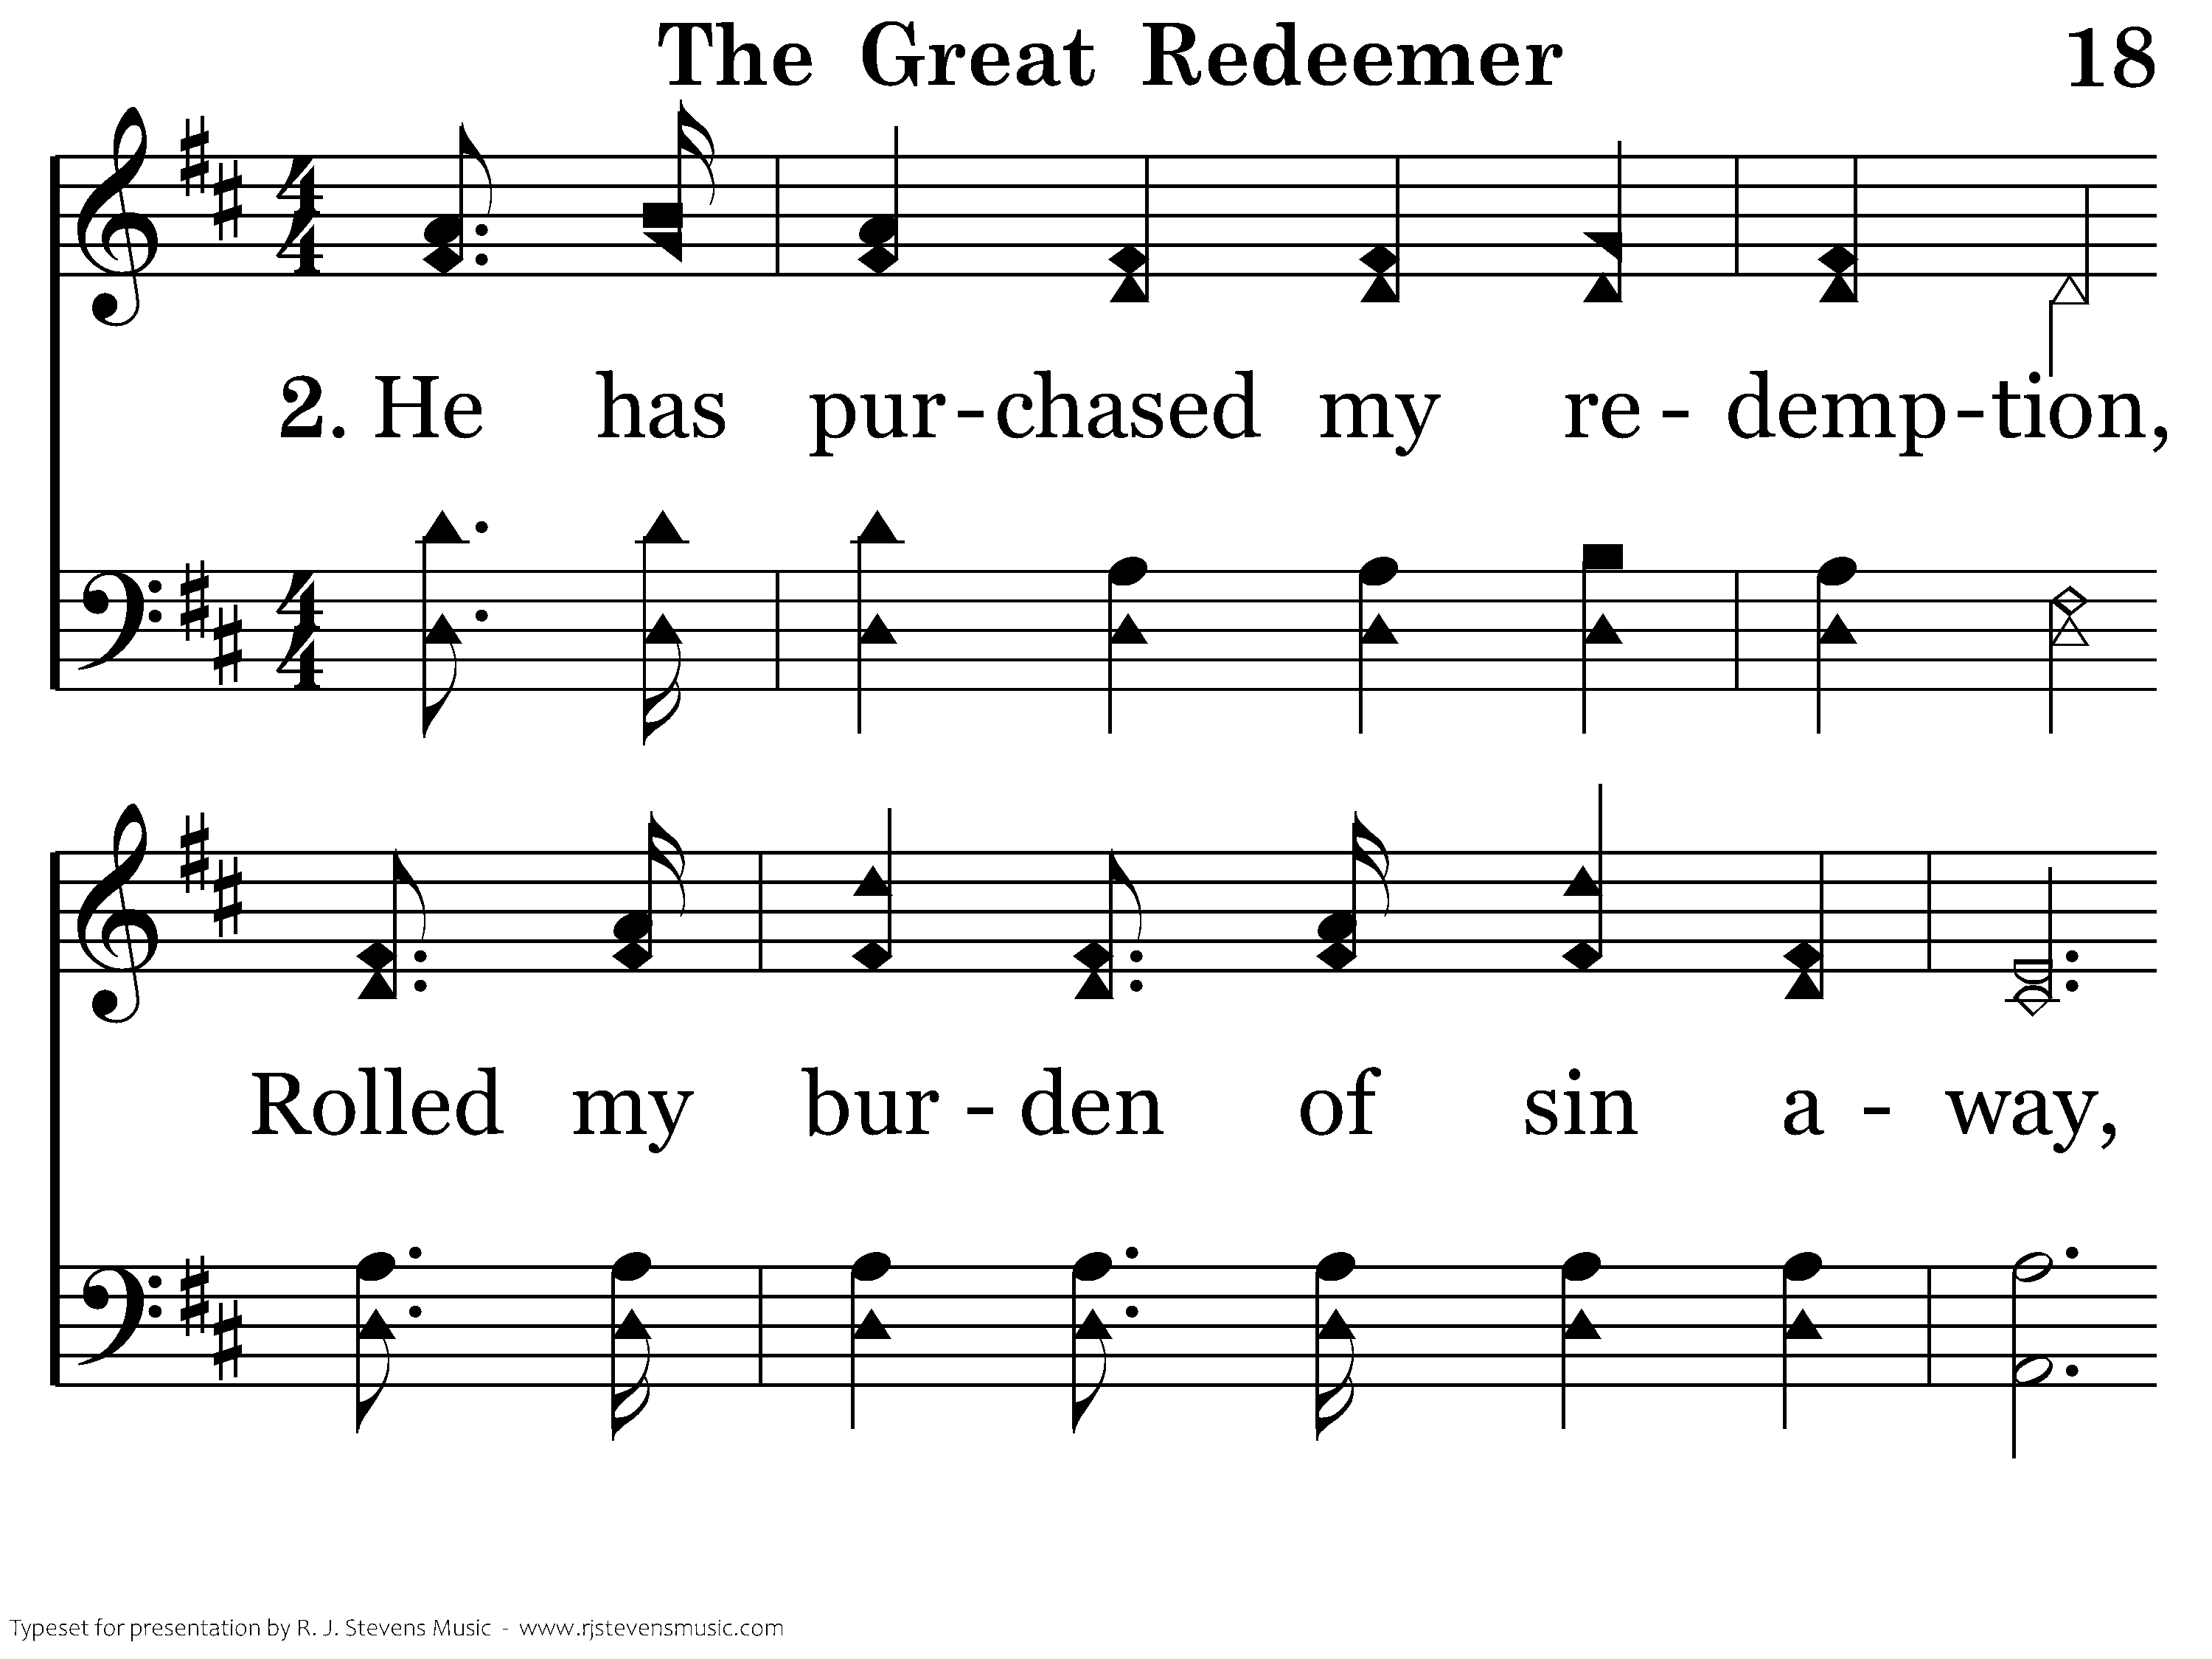 The Great Redeemer 18
2. He has pur-chased my re-demp-tion,
Rolled my bur-den of sin a-way,
Typeset for presentation by R. J. Stevens Music - www.rjstevensmusic.com